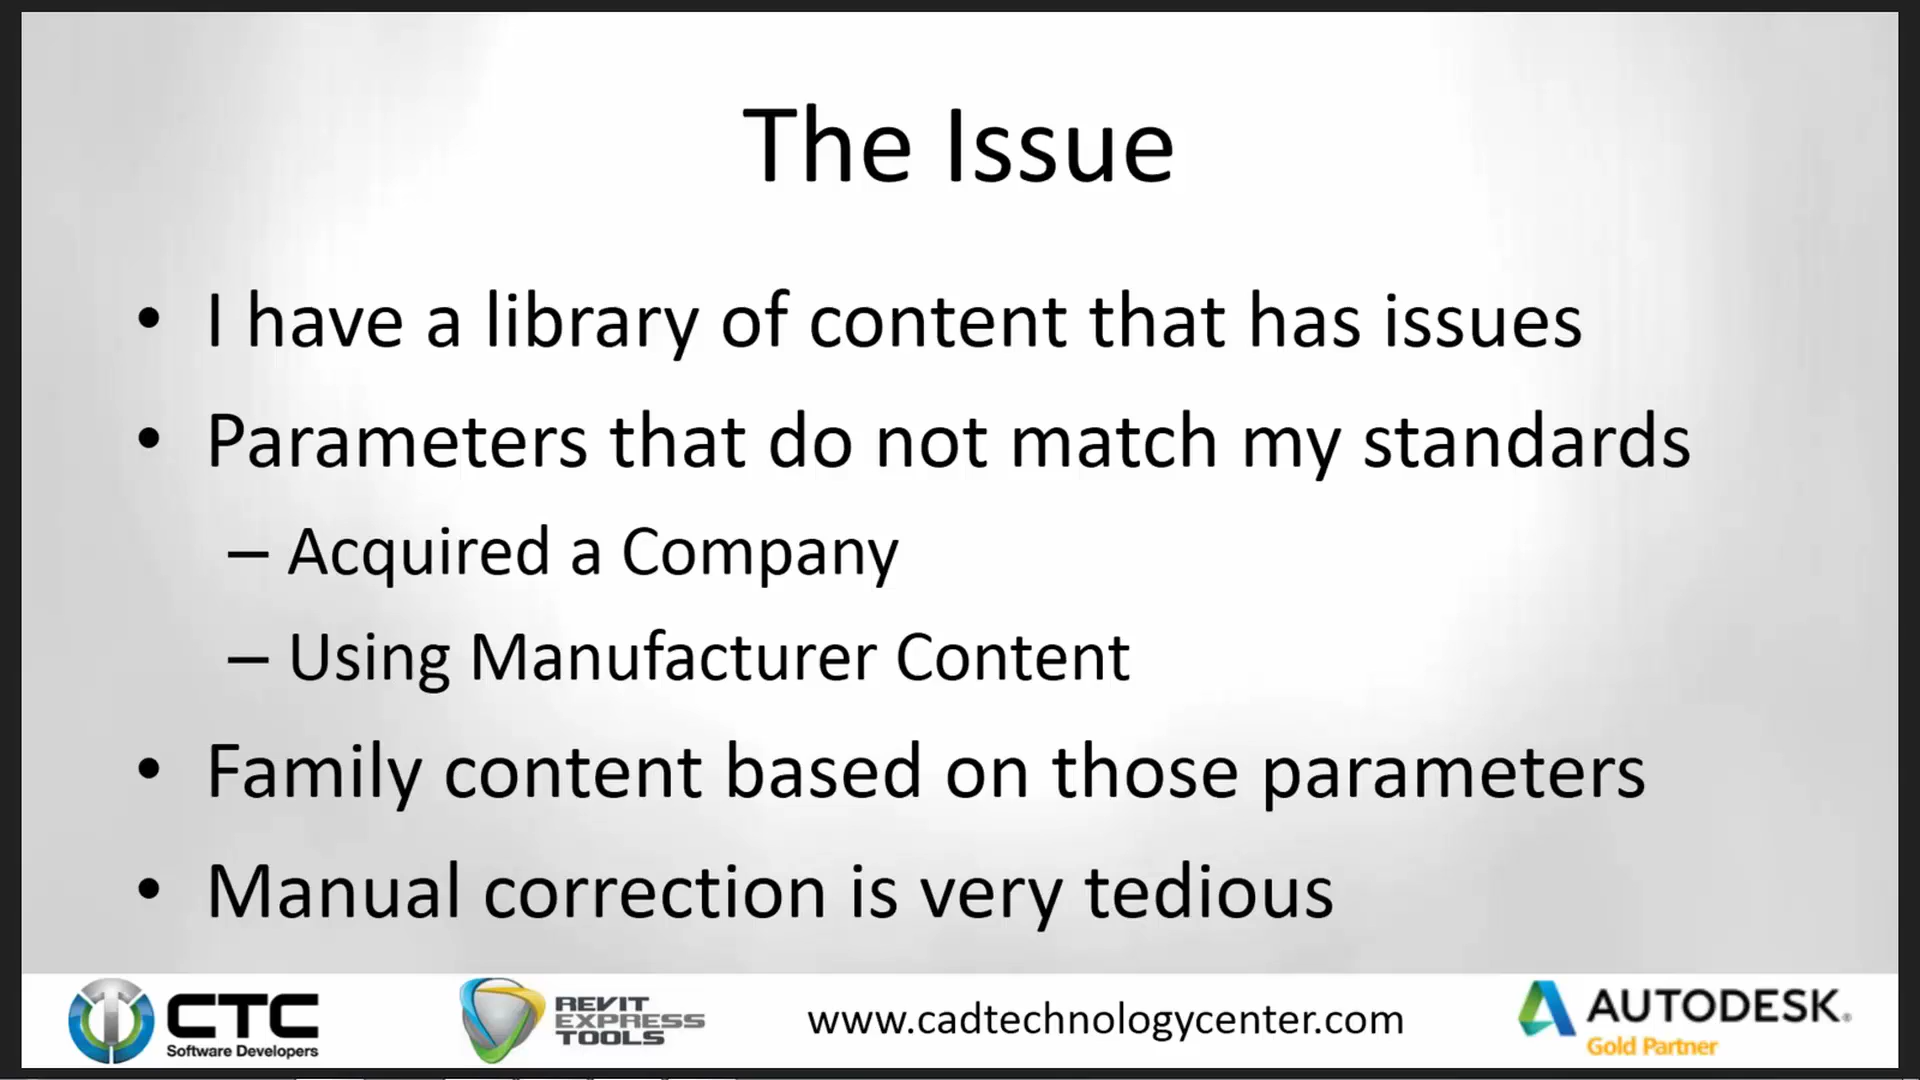 The Issue
• I have a library of content that has issues
• Parameters that do not match my standards
– Acquired a Company
– Using Manufacturer Content
• Family content based on those parameters
• Manual correction is very tedious
CTC
Software Developers
REVIT
EXPRESS
TOOLS
www.cadtechnologycenter.com
AUTODESK®
Gold Partner